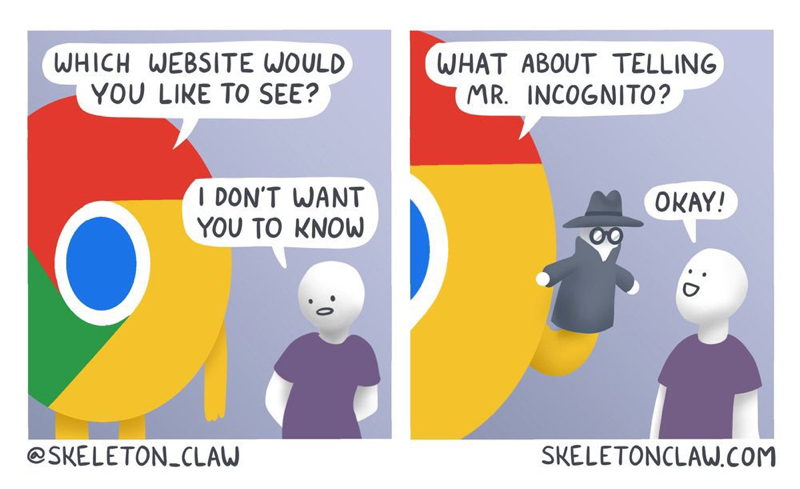 WHICH WEBSITE WOULD
YOU LIKE TO SEE?
I DON'T WANT
YOU TO KNOW
WHAT ABOUT TELLING
MR. INCOGNITO?
OKAY!
@SKELETON_CLAW
SKELETONCLAW.COM